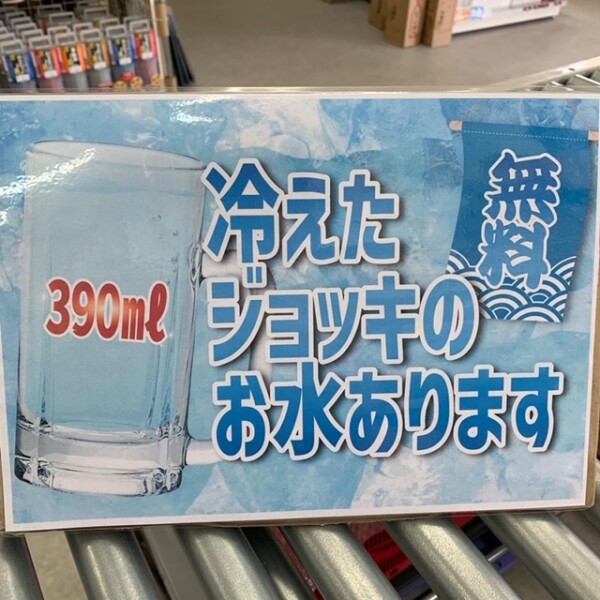 冷えた
ジョッキの
お水あります
無料
390ml